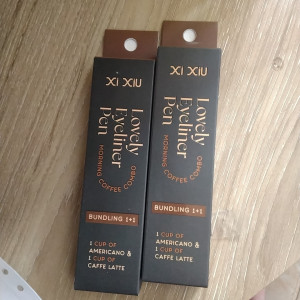 XI XIU
Lovely
Eyeliner
Pen
MORNING COFFEE COMBO
BUNDLING 1+1
1 CUP OF
AMERICANO &
1 CUP OF
CAFFE LATTE
XI XIU
Lovely
Eyeliner
Pen
MORNING COFFEE COMBO
BUNDLING 1+1
1 CUP OF
AMERICANO &
1 CUP OF
CAFFE LATTE